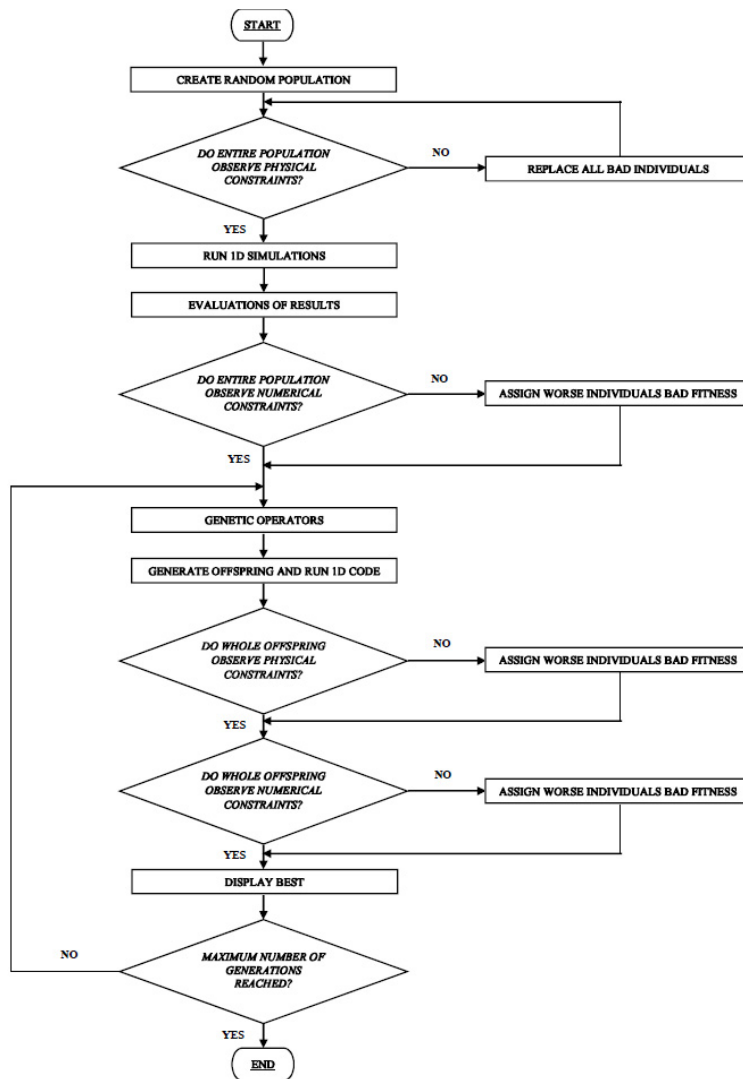 START
CREATE RANDOM POPULATION
DO ENTIRE POPULATION
OBSERVE PHYSICAL
CONSTRAINTS?
NO
REPLACE ALL BAD INDIVIDUALS
YES
RUN 1D SIMULATIONS
EVALUATIONS OF RESULTS
DO ENTIRE POPULATION
OBSERVE NUMERICAL
CONSTRAINTS?
NO
ASSIGN WORSE INDIVIDUALS BAD FITNESS
YES
GENETIC OPERATORS
GENERATE OFFSPRING AND RUN 1D CODE
DO WHOLE OFFSPRING
OBSERVE PHYSICAL
CONSTRAINTS?
NO
ASSIGN WORSE INDIVIDUALS BAD FITNESS
YES
DO WHOLE OFFSPRING
OBSERVE NUMERICAL
CONSTRAINTS?
NO
ASSIGN WORSE INDIVIDUALS BAD FITNESS
YES
DISPLAY BEST
NO
MAXIMUM NUMBER OF
GENERATIONS
REACHED?
YES
END